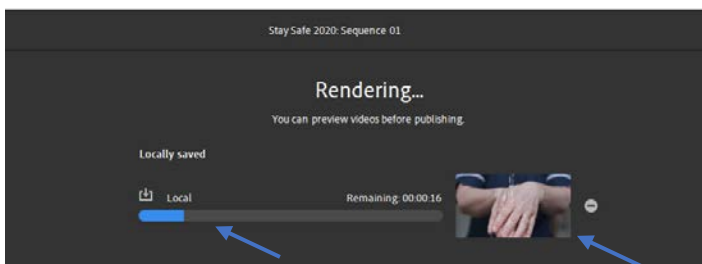 Stay Safe 2020: Sequence 01
Rendering...
You can preview videos before publishing.
Locally saved
Local Remaining: 00:00:16